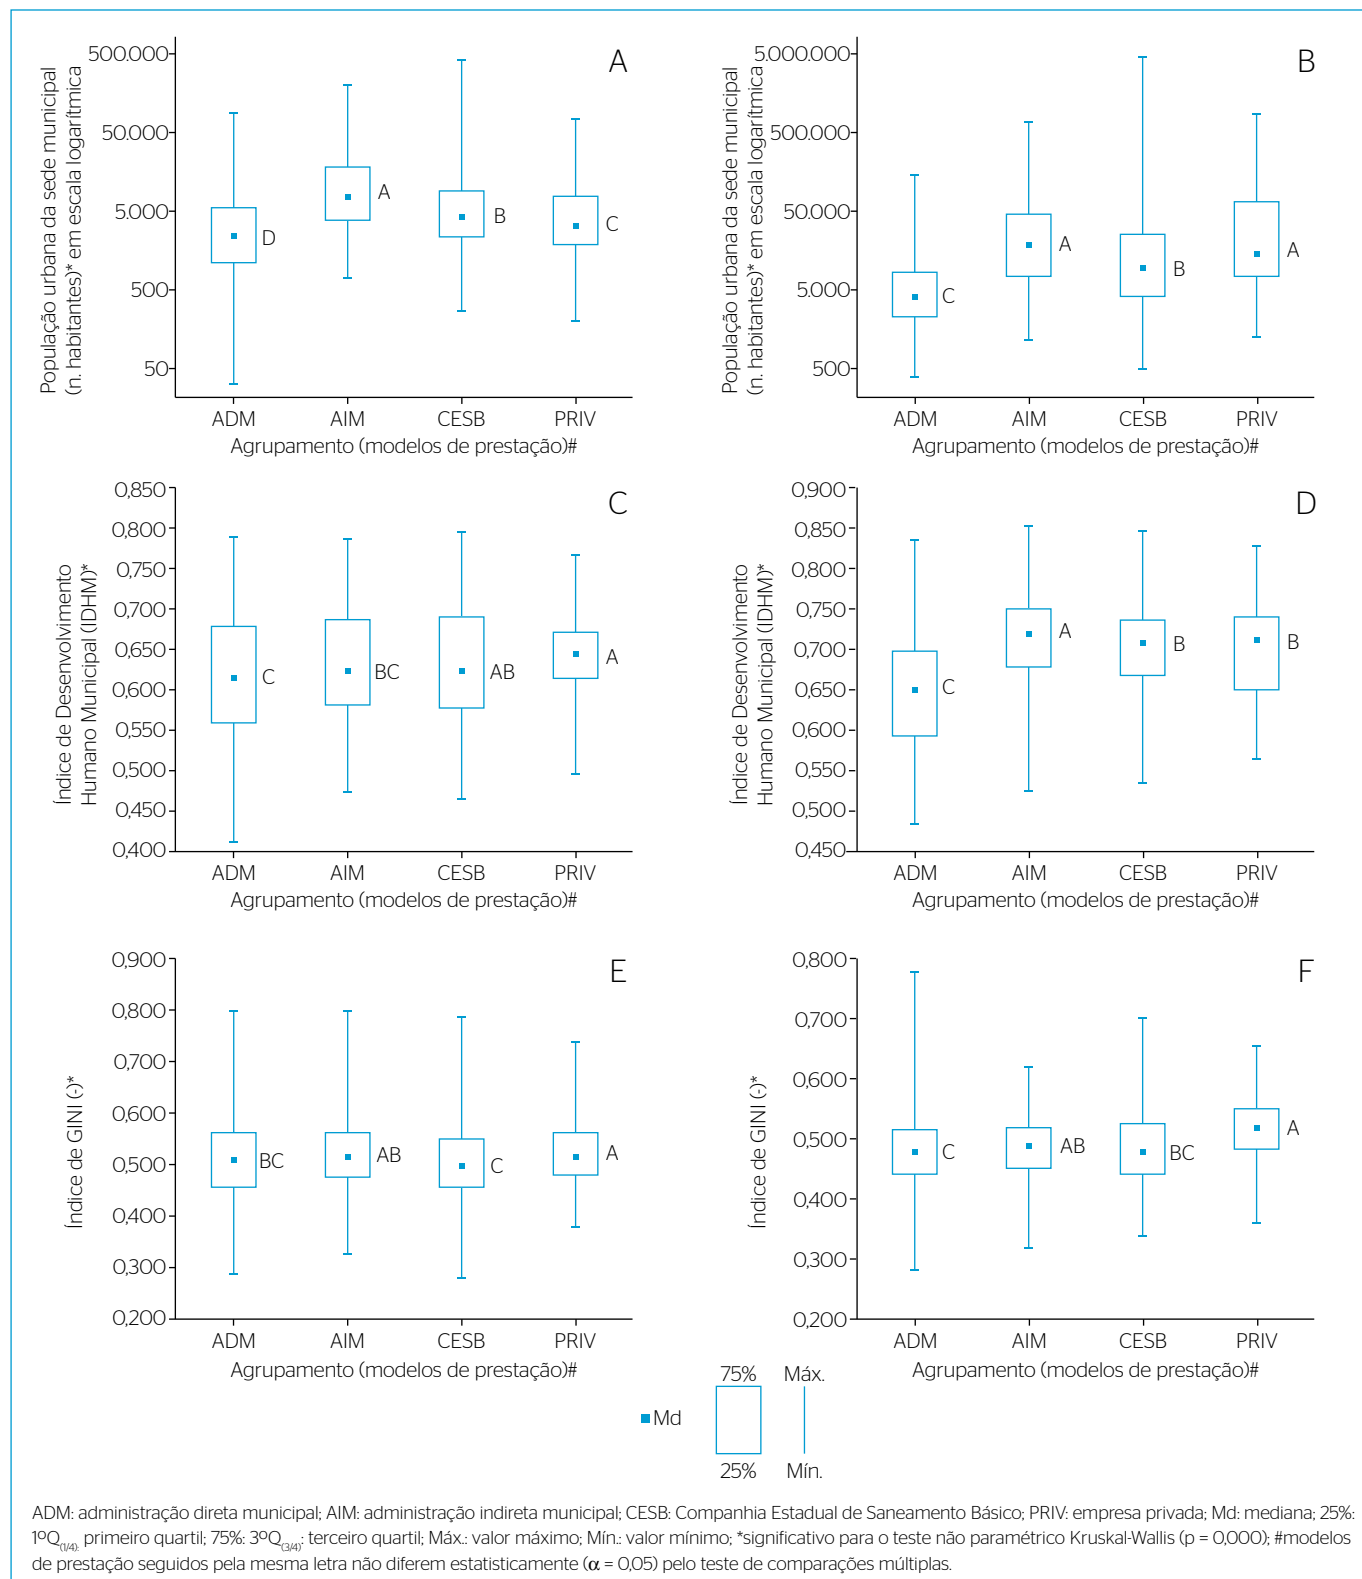 A
População urbana da sede municipal
(n. habitantes)* em escala logarítmica
500.000
50.000
5.000
500
50
D
A
B
C
ADM AIM CESB PRIV
Agrupamento (modelos de prestação)#
B
População urbana da sede municipal
(n. habitantes)* em escala logarítmica
5.000.000
500.000
50.000
5.000
500
C
A
B
A
ADM AIM CESB PRIV
Agrupamento (modelos de prestação)#
C
Índice de Desenvolvimento
Humano Municipal (IDHM)*
0,850
0,800
0,750
0,700
0,650
0,600
0,550
0,500
0,450
0,400
C
BC
AB
A
ADM AIM CESB PRIV
Agrupamento (modelos de prestação)#
D
Índice de Desenvolvimento
Humano Municipal (IDHM)*
0,900
0,850
0,800
0,750
0,700
0,650
0,600
0,550
0,500
0,450
C
A
B
B
ADM AIM CESB PRIV
Agrupamento (modelos de prestação)#
E
Índice de GINI (-)*
0,900
0,800
0,700
0,600
0,500
0,400
0,300
0,200
BC
AB
C
A
ADM AIM CESB PRIV
Agrupamento (modelos de prestação)#
F
Índice de GINI (-)*
0,800
0,700
0,600
0,500
0,400
0,300
0,200
C
AB
BC
A
ADM AIM CESB PRIV
Agrupamento (modelos de prestação)#
75% Máx.
Md
25% Mín.
ADM: administração direta municipal; AIM: administração indireta municipal; CESB: Companhia Estadual de Saneamento Básico; PRIV: empresa privada; Md: mediana; 25%:
1ºQ(1/4): primeiro quartil; 75%: 3ºQ(3/4): terceiro quartil; Máx.: valor máximo; Mín.: valor mínimo; *significativo para o teste não paramétrico Kruskal-Wallis (p = 0,000); #modelos
de prestação seguidos pela mesma letra não diferem estatisticamente (α = 0,05) pelo teste de comparações múltiplas.